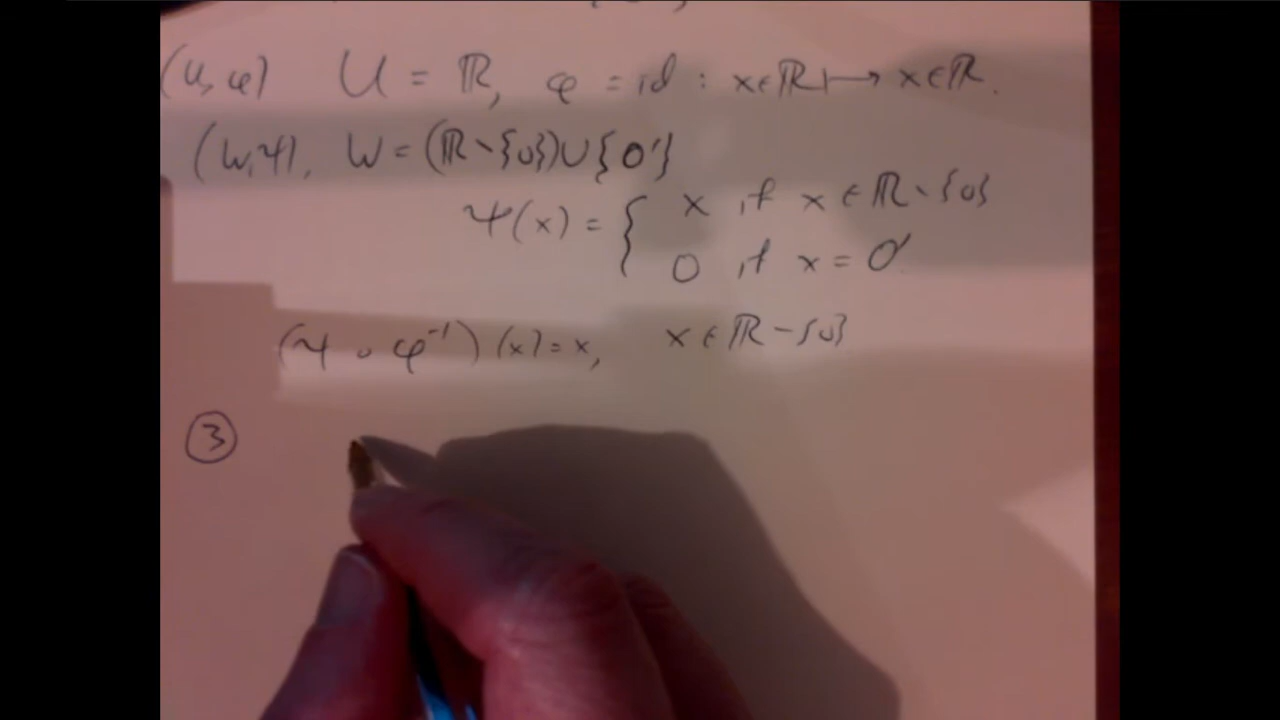 (U, φ) U = ℝ, φ = id : x∈ℝ ↦ x∈ℝ.
(W, Ψ), W = (ℝ∖{0})∪{0'}
Ψ(x) = { x if x ∈ ℝ∖{0}
0 if x = 0'.
(Ψ ∘ φ⁻¹)(x) = x, x ∈ ℝ−{0}
③